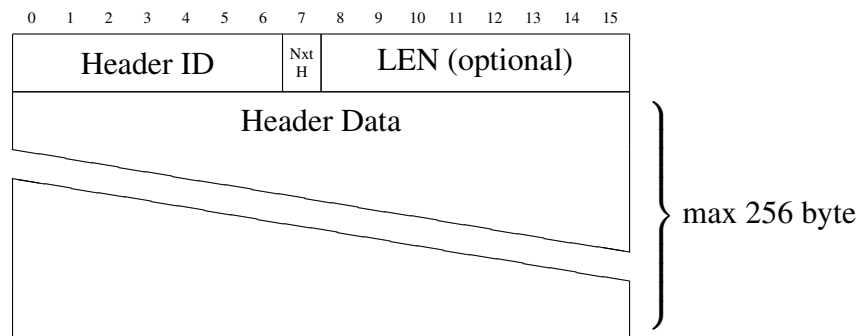 0 1 2 3 4 5 6 7 8 9 10 11 12 13 14 15
Header ID
Nxt
H
LEN (optional)
Header Data
max 256 byte